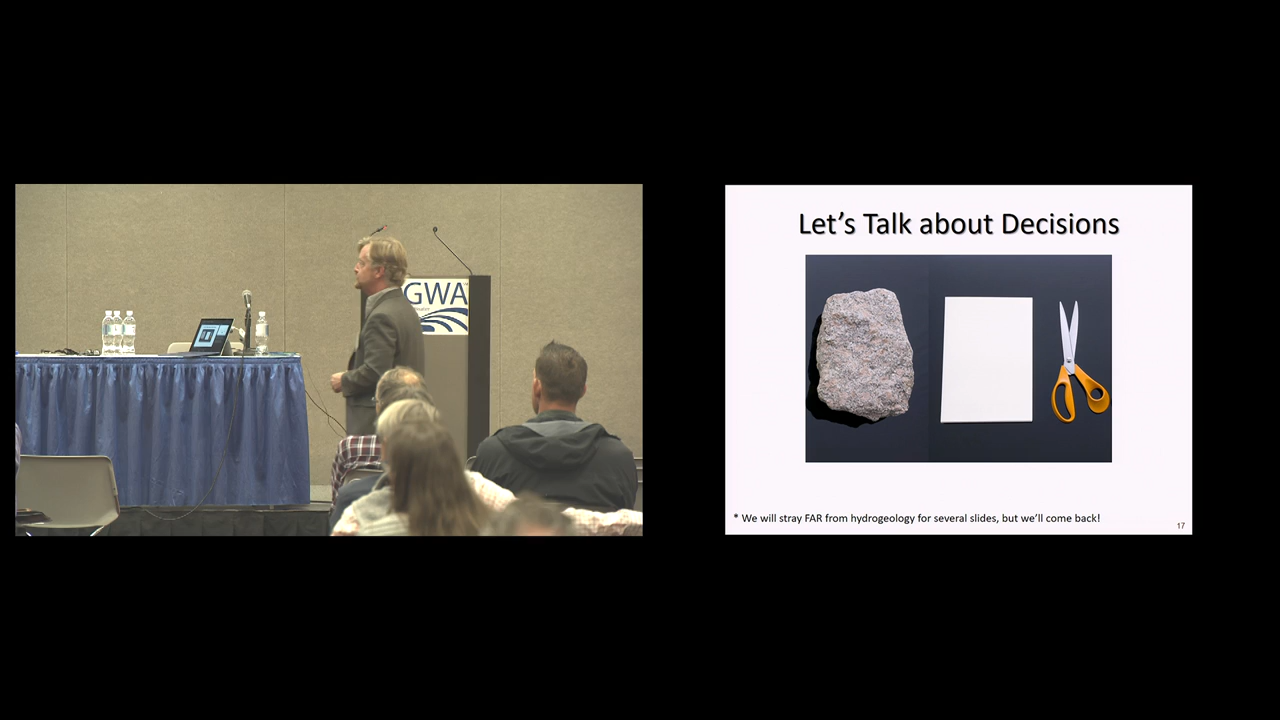 GWA
Let's Talk about Decisions
* We will stray FAR from hydrogeology for several slides, but we'll come back!
17